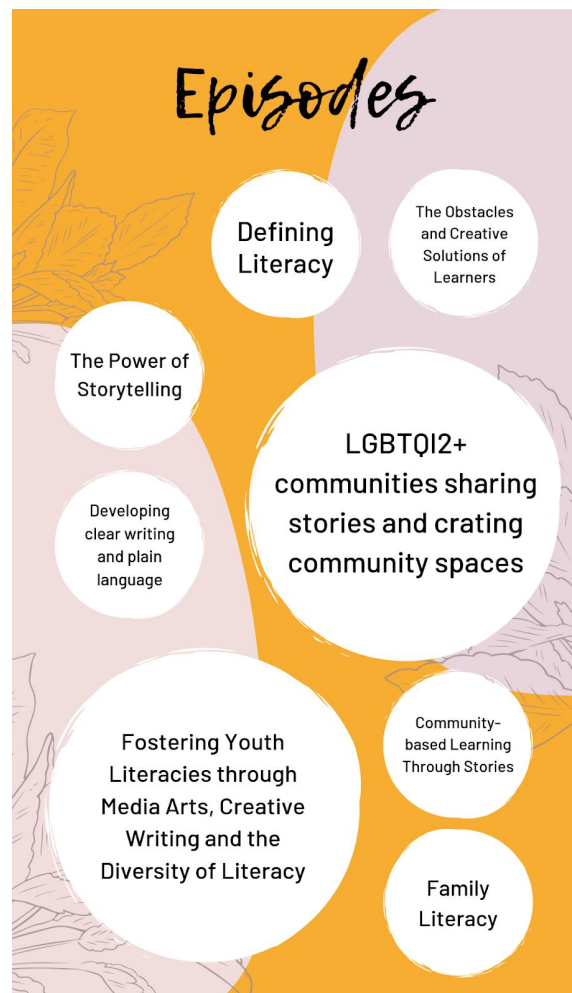 Episodes
Defining
Literacy
The Obstacles
and Creative
Solutions of
Learners
The Power of
Storytelling
LGBTQI2+
communities sharing
stories and crating
community spaces
Developing
clear writing
and plain
language
Fostering Youth
Literacies through
Media Arts, Creative
Writing and the
Diversity of Literacy
Community-
based Learning
Through Stories
Family
Literacy